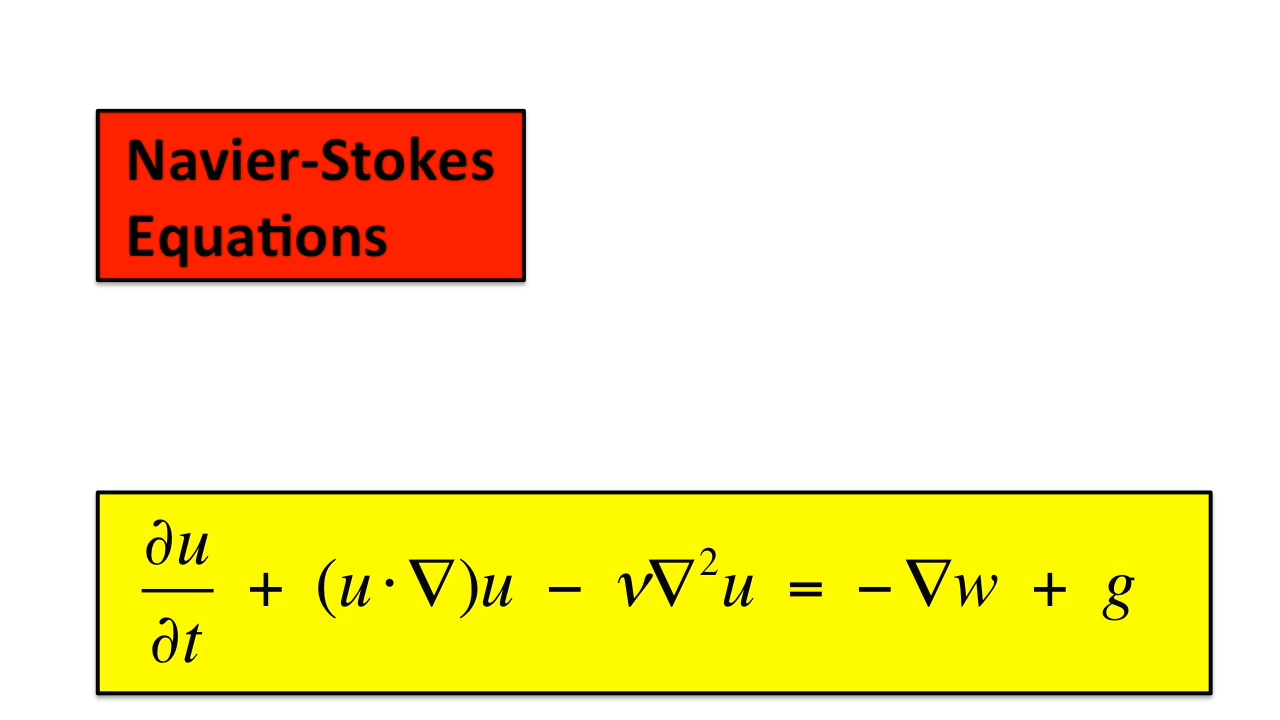 Navier-Stokes
Equations
∂u/∂t + (u·∇)u − ν∇²u = −∇w + g